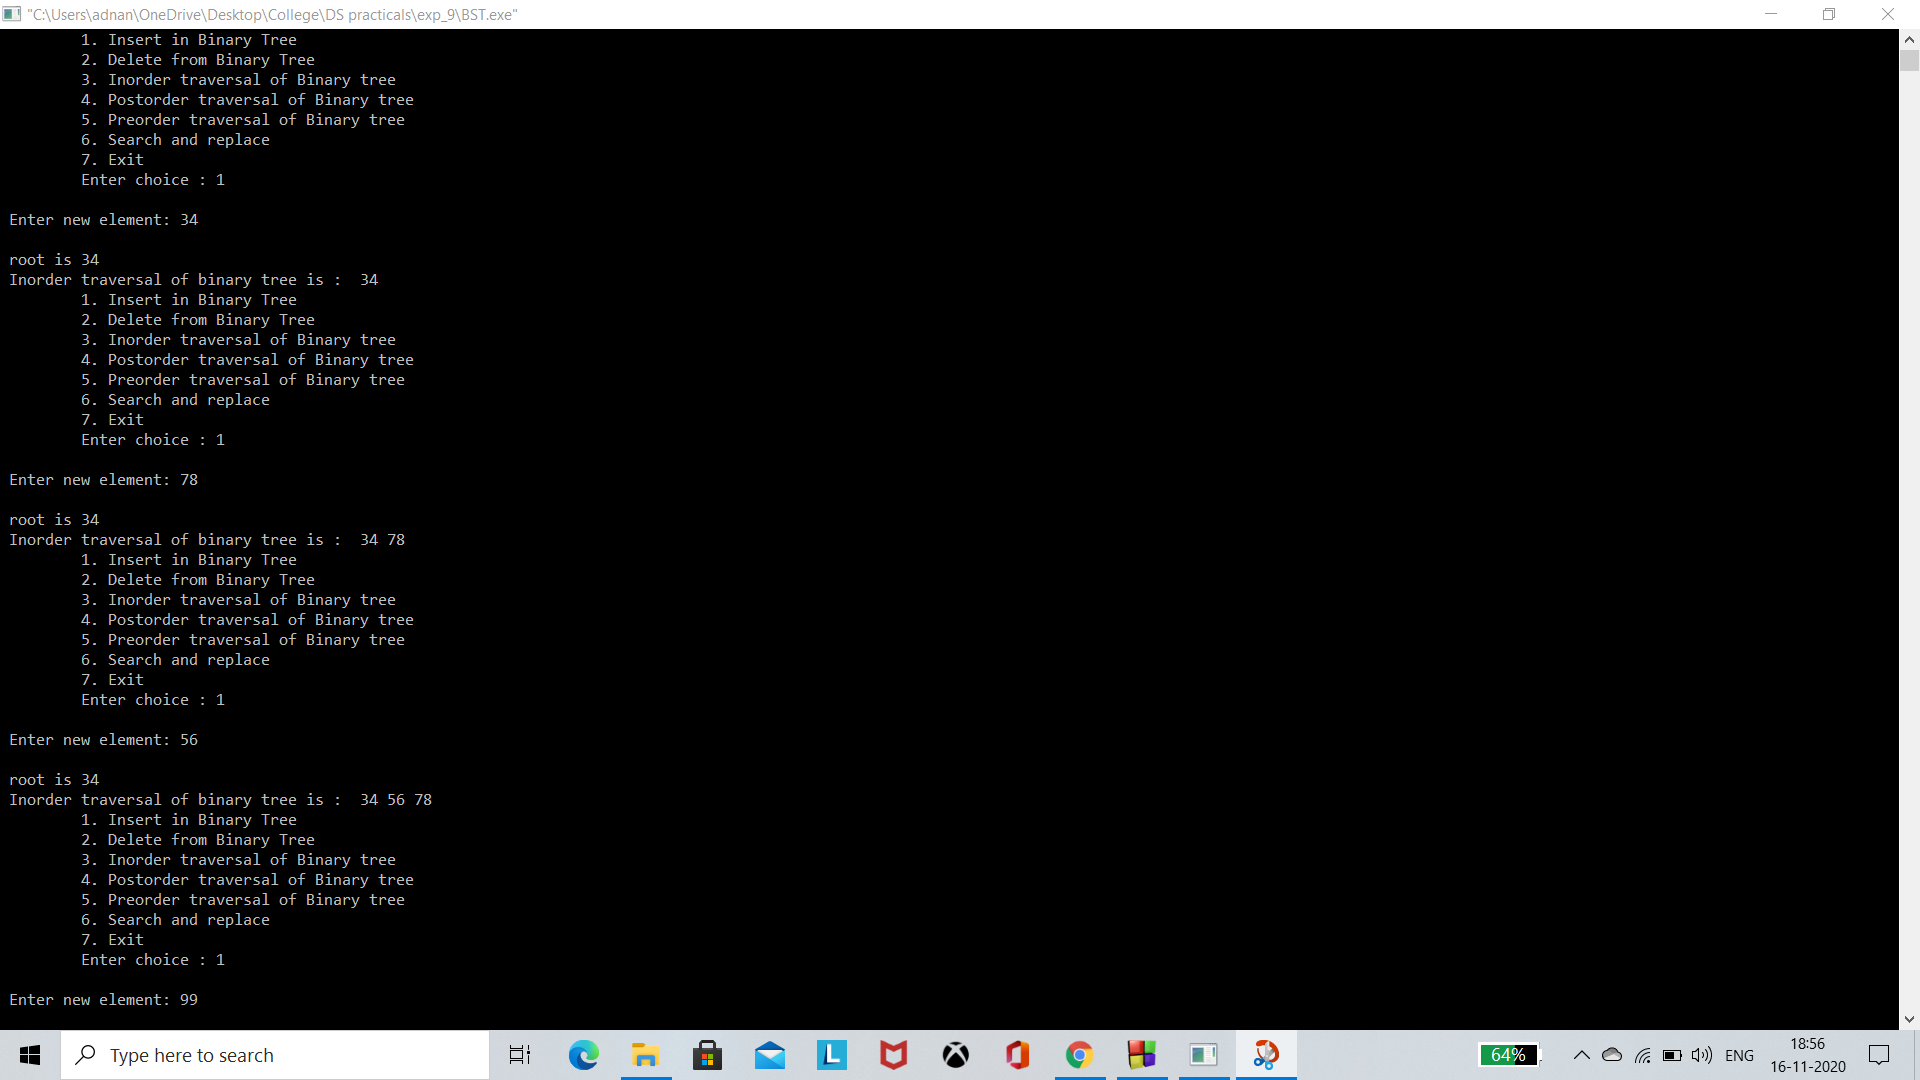 "C:\Users\adnan\OneDrive\Desktop\College\DS practicals\exp_9\BST.exe"
1. Insert in Binary Tree
2. Delete from Binary Tree
3. Inorder traversal of Binary tree
4. Postorder traversal of Binary tree
5. Preorder traversal of Binary tree
6. Search and replace
7. Exit
Enter choice : 1
Enter new element: 34
root is 34
Inorder traversal of binary tree is :  34
1. Insert in Binary Tree
2. Delete from Binary Tree
3. Inorder traversal of Binary tree
4. Postorder traversal of Binary tree
5. Preorder traversal of Binary tree
6. Search and replace
7. Exit
Enter choice : 1
Enter new element: 78
root is 34
Inorder traversal of binary tree is :  34 78
1. Insert in Binary Tree
2. Delete from Binary Tree
3. Inorder traversal of Binary tree
4. Postorder traversal of Binary tree
5. Preorder traversal of Binary tree
6. Search and replace
7. Exit
Enter choice : 1
Enter new element: 56
root is 34
Inorder traversal of binary tree is :  34 56 78
1. Insert in Binary Tree
2. Delete from Binary Tree
3. Inorder traversal of Binary tree
4. Postorder traversal of Binary tree
5. Preorder traversal of Binary tree
6. Search and replace
7. Exit
Enter choice : 1
Enter new element: 99
Type here to search
L
64%
ENG
18:56
16-11-2020